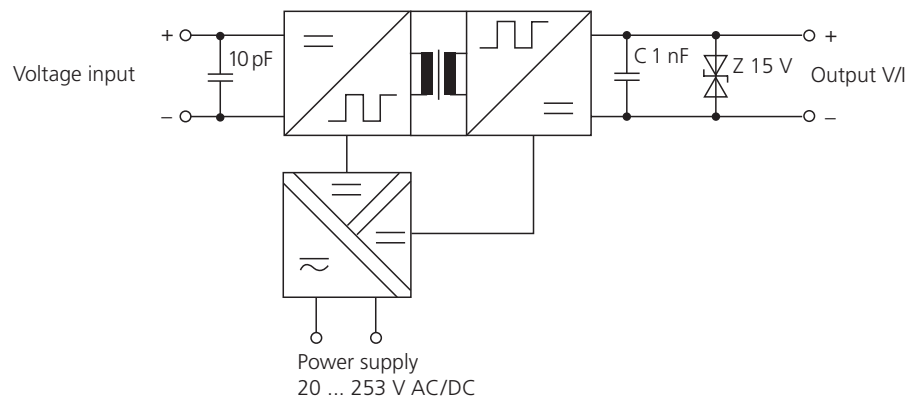 +
10 pF
C 1 nF
+
Voltage input
Z 15 V
Output V/I
–
–
Power supply
20 ... 253 V AC/DC